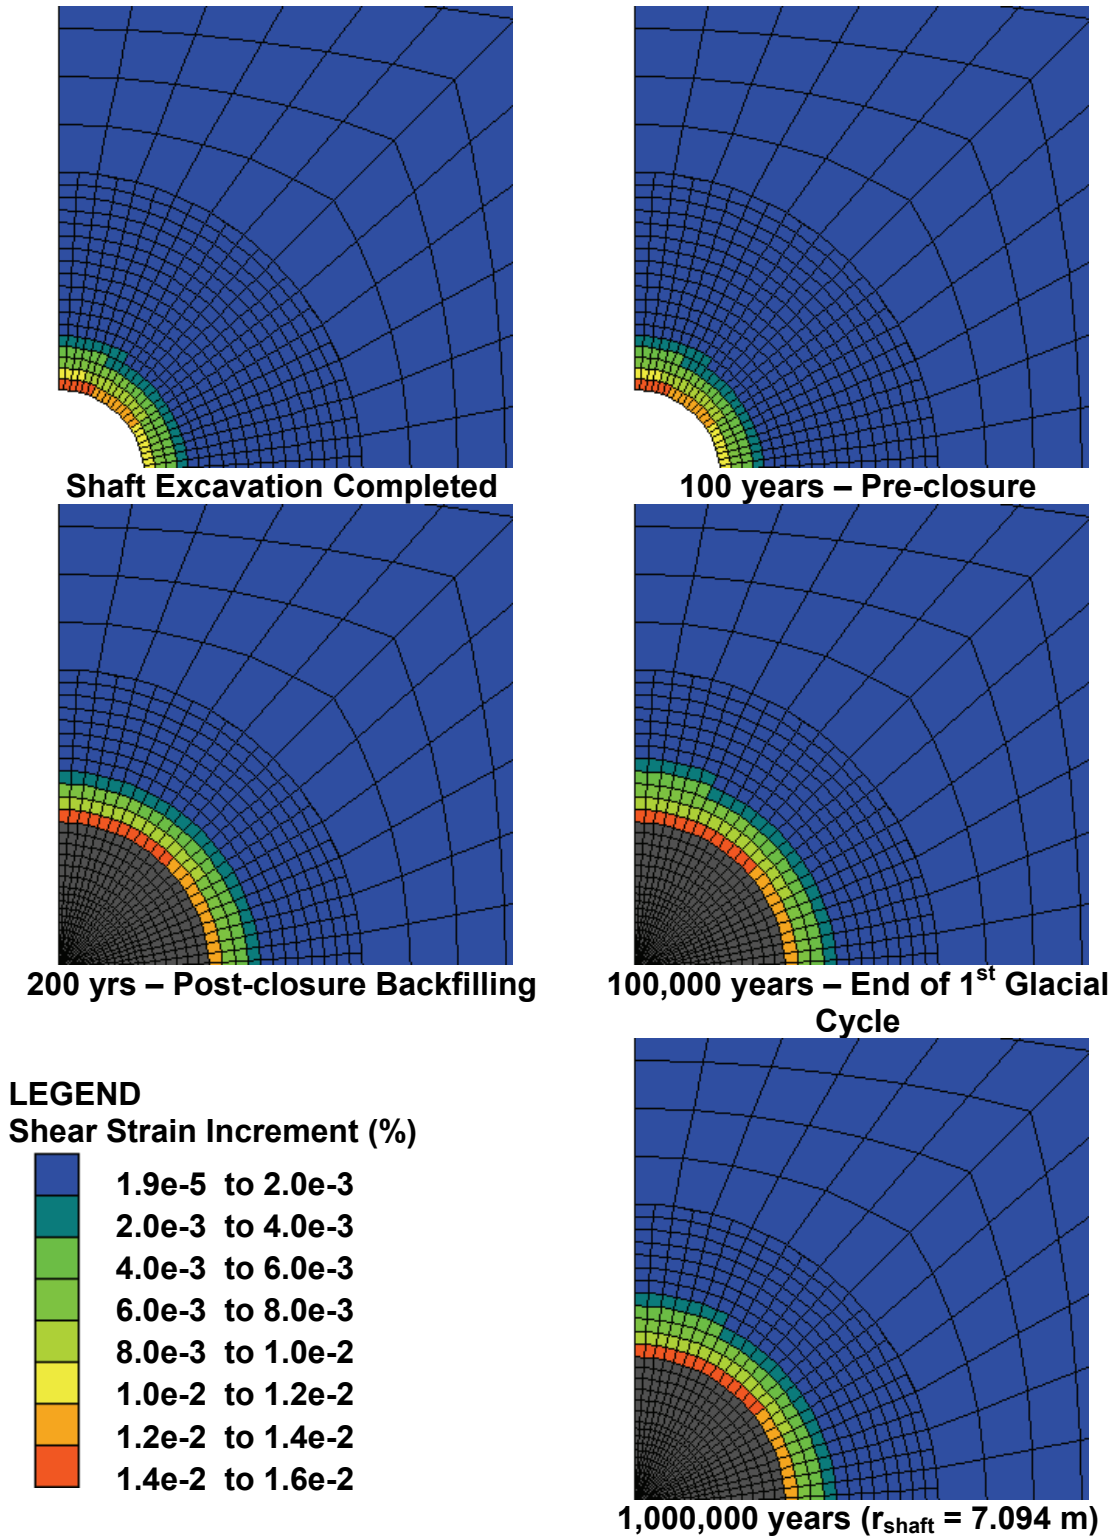 Shaft Excavation Completed
100 years – Pre-closure
200 yrs – Post-closure Backfilling
100,000 years – End of 1st Glacial
Cycle
LEGEND
Shear Strain Increment (%)
1.9e-5 to 2.0e-3
2.0e-3 to 4.0e-3
4.0e-3 to 6.0e-3
6.0e-3 to 8.0e-3
8.0e-3 to 1.0e-2
1.0e-2 to 1.2e-2
1.2e-2 to 1.4e-2
1.4e-2 to 1.6e-2
1,000,000 years (rshaft = 7.094 m)